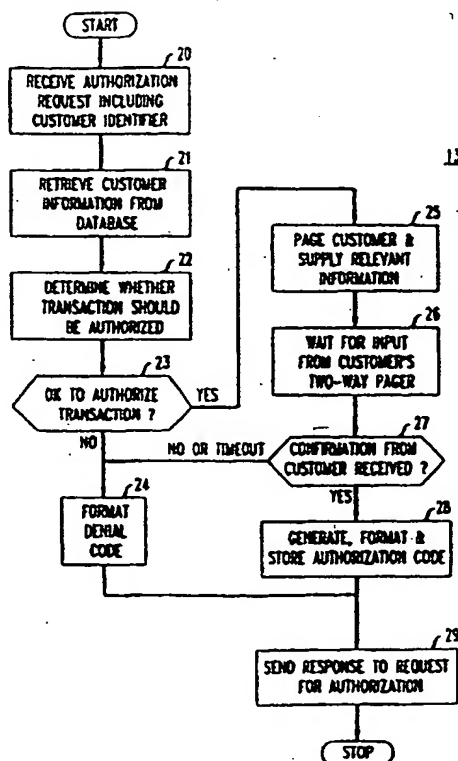 START
20
RECEIVE AUTHORIZATION
REQUEST INCLUDING
CUSTOMER IDENTIFIER
21
RETRIEVE CUSTOMER
INFORMATION FROM
DATABASE
22
DETERMINE WHETHER
TRANSACTION SHOULD
BE AUTHORIZED
23
OK TO AUTHORIZE
TRANSACTION ?
YES
NO
24
FORMAT
DENIAL
CODE
13
25
PAGE CUSTOMER &
SUPPLY RELEVANT
INFORMATION
26
WAIT FOR INPUT
FROM CUSTOMER'S
TWO-WAY PAGER
27
NO OR TIMEOUT
CONFIRMATION FROM
CUSTOMER RECEIVED ?
YES
28
GENERATE, FORMAT &
STORE AUTHORIZATION CODE
29
SEND RESPONSE TO REQUEST
FOR AUTHORIZATION
STOP